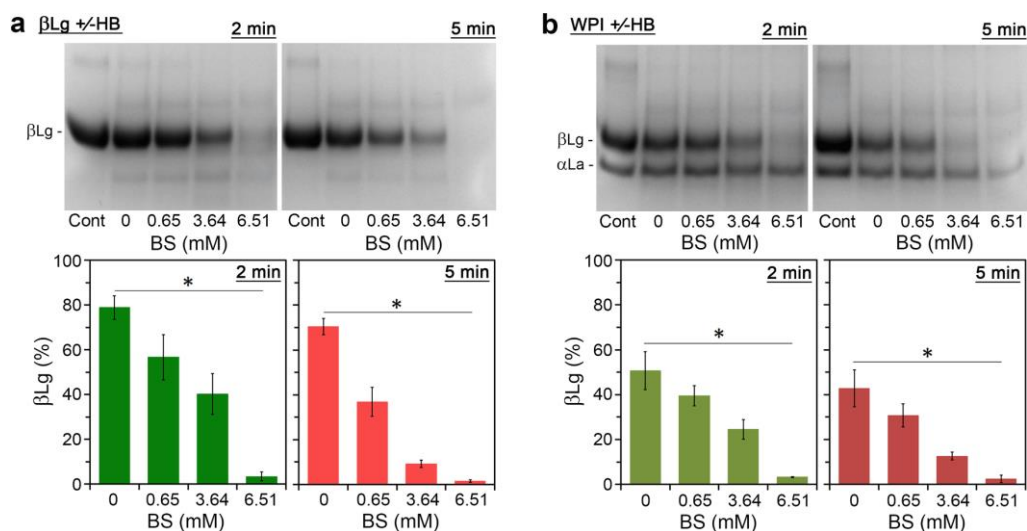 a βLg +/-HB 2 min 5 min
βLg -
Cont 0 0.65 3.64 6.51 Cont 0 0.65 3.64 6.51
BS (mM) BS (mM)
100 2 min 5 min
* *
80
60
40
20
0
βLg (%)
0 0.65 3.64 6.51 0 0.65 3.64 6.51
BS (mM) BS (mM)
b WPI +/-HB 2 min 5 min
βLg -
αLa -
Cont 0 0.65 3.64 6.51 Cont 0 0.65 3.64 6.51
BS (mM) BS (mM)
100 2 min 5 min
* *
80
60
40
20
0
βLg (%)
0 0.65 3.64 6.51 0 0.65 3.64 6.51
BS (mM) BS (mM)